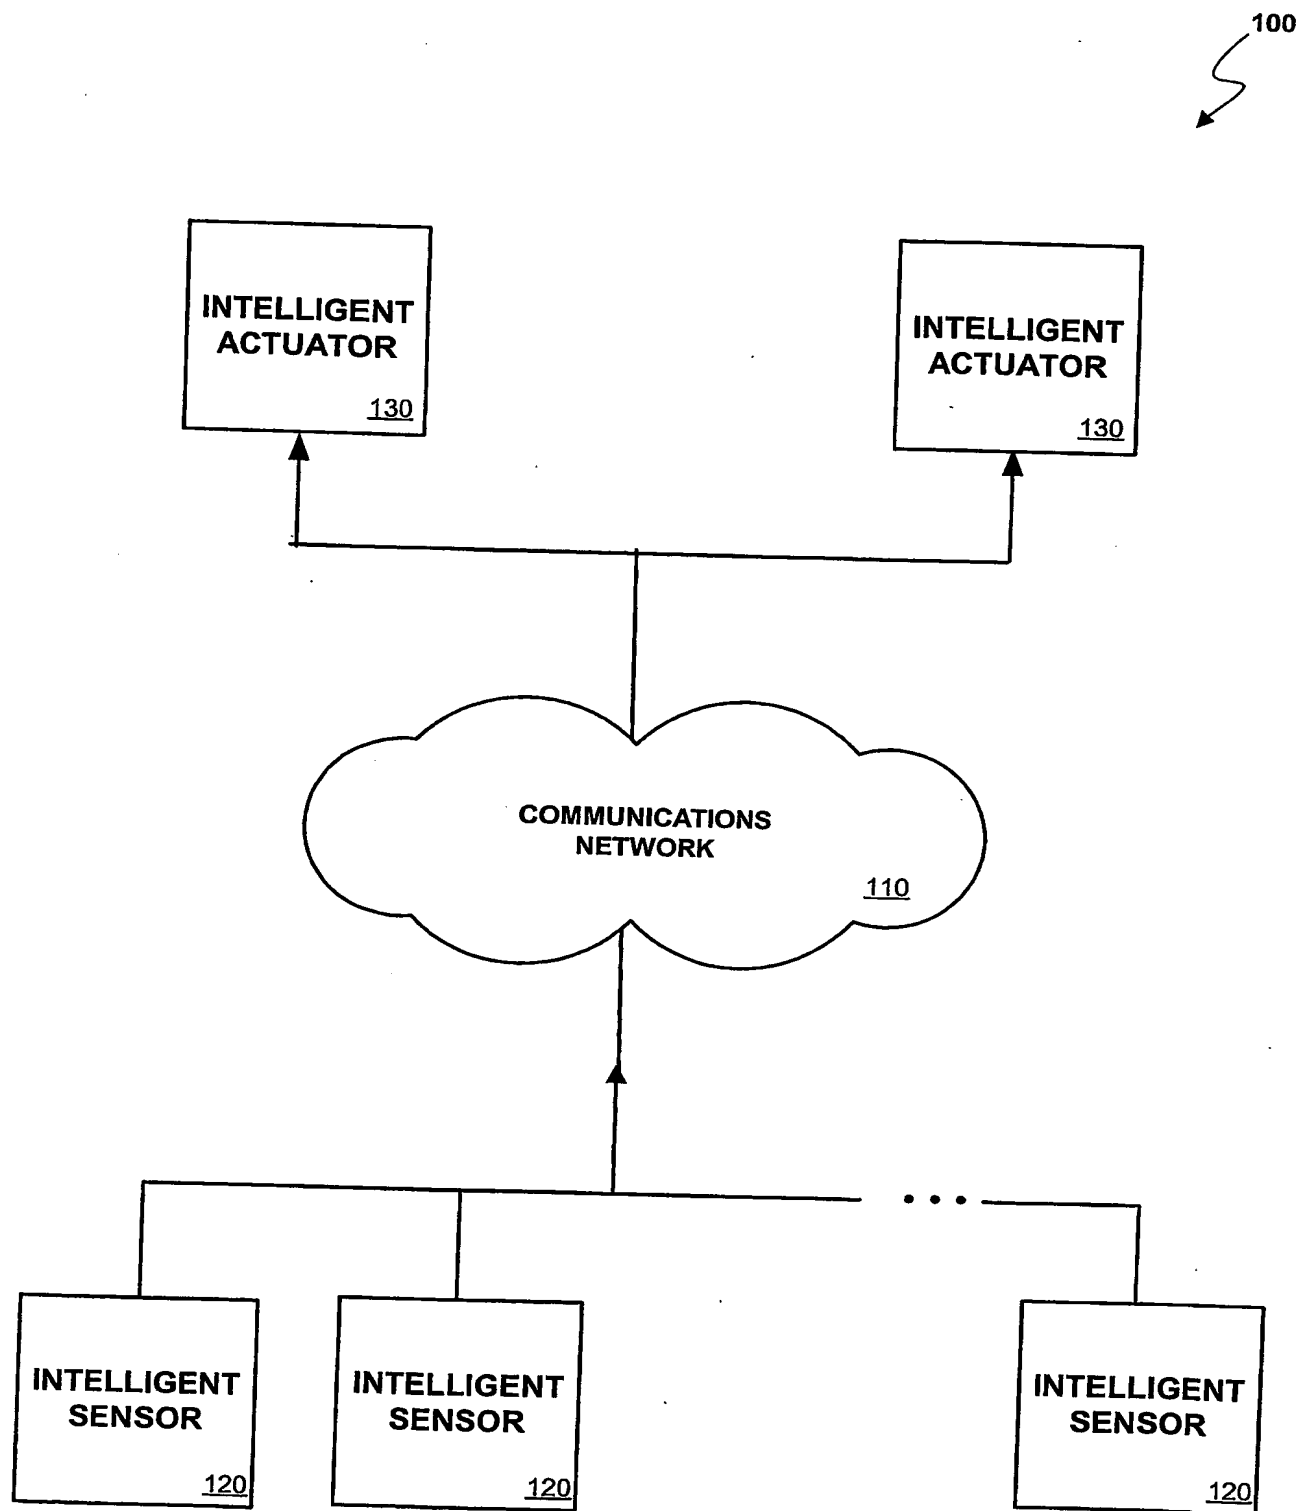 100
INTELLIGENT
ACTUATOR
130
INTELLIGENT
ACTUATOR
130
COMMUNICATIONS
NETWORK
110
INTELLIGENT
SENSOR
120
INTELLIGENT
SENSOR
120
INTELLIGENT
SENSOR
120